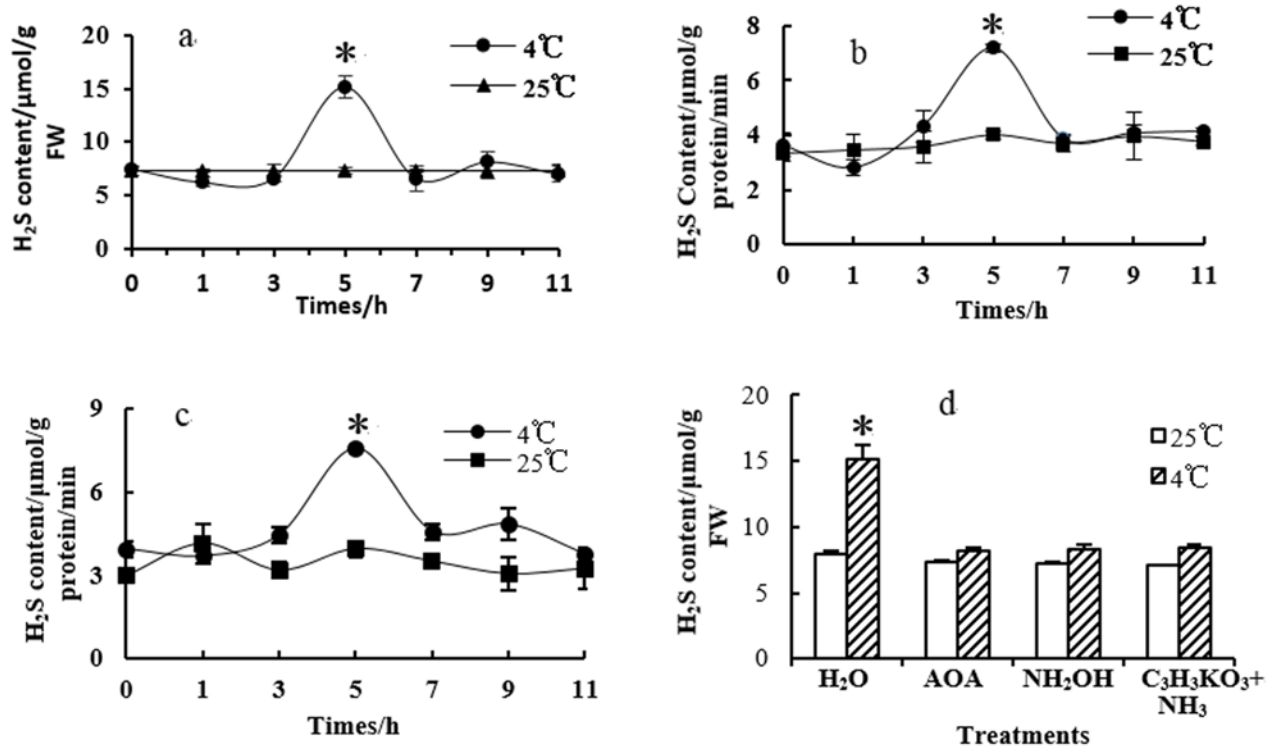 a
20
15
10
5
0
H₂S content/μmol/g
FW
4℃
25℃
*
0 1 3 5 7 9 11
Times/h
b
8
6
4
2
0
H₂S Content/μmol/g
protein/min
4℃
25℃
*
0 1 3 5 7 9 11
Times/h
c
9
6
3
0
H₂S content/μmol/g
protein/min
4℃
25℃
*
0 1 3 5 7 9 11
Times/h
d
20
15
10
5
0
H₂S content/μmol/g
FW
25℃
4℃
*
H₂O AOA NH₂OH C₃H₃KO₃+
NH₃
Treatments